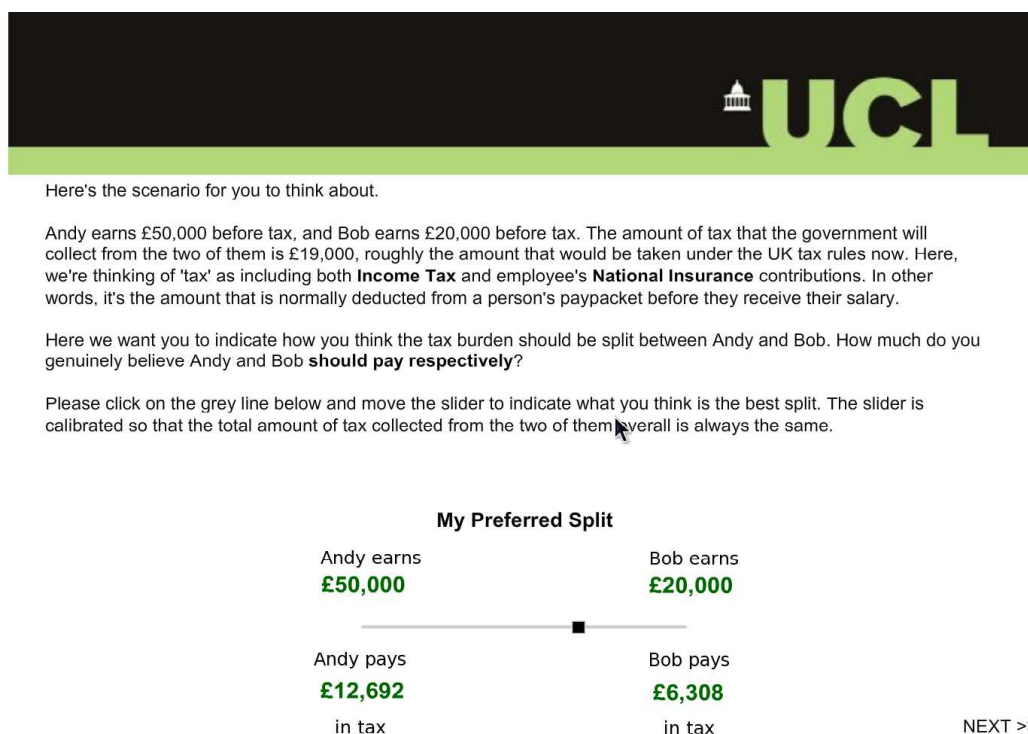 UCL
Here's the scenario for you to think about.
Andy earns £50,000 before tax, and Bob earns £20,000 before tax. The amount of tax that the government will
collect from the two of them is £19,000, roughly the amount that would be taken under the UK tax rules now. Here,
we're thinking of 'tax' as including both Income Tax and employee's National Insurance contributions. In other
words, it's the amount that is normally deducted from a person's paypacket before they receive their salary.
Here we want you to indicate how you think the tax burden should be split between Andy and Bob. How much do you
genuinely believe Andy and Bob should pay respectively?
Please click on the grey line below and move the slider to indicate what you think is the best split. The slider is
calibrated so that the total amount of tax collected from the two of them overall is always the same.
My Preferred Split
Andy earns Bob earns
£50,000 £20,000
Andy pays Bob pays
£12,692 £6,308
in tax in tax
NEXT >